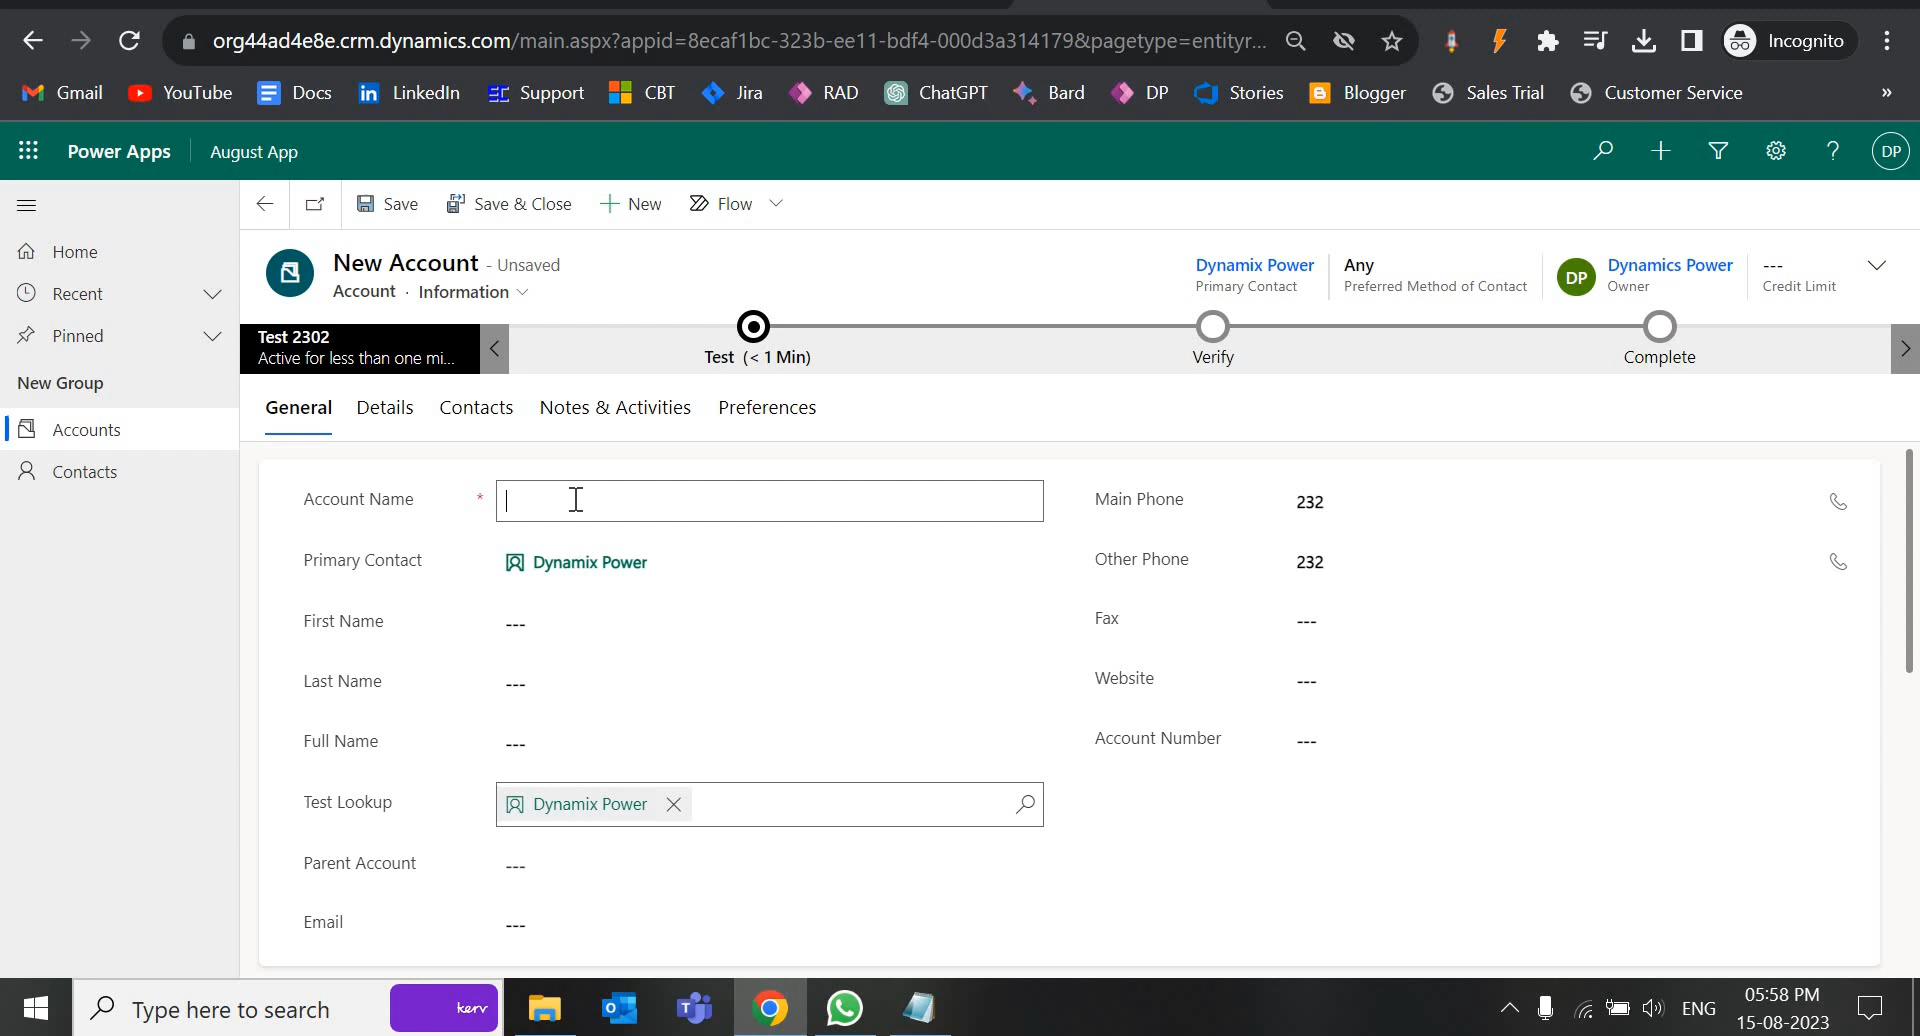 org44ad4e8e.crm.dynamics.com/main.aspx?appid=8ecaf1bc-323b-ee11-bdf4-000d3a314179&pagetype=entityr... Incognito
Gmail YouTube Docs LinkedIn Support CBT Jira RAD ChatGPT Bard DP Stories Blogger Sales Trial Customer Service »
Power Apps August App DP
Save Save & Close New Flow
Home
Recent
Pinned
New Group
Accounts
Contacts
New Account - Unsaved
Account · Information
Dynamix Power
Primary Contact
Any
Preferred Method of Contact
DP
Dynamics Power
Owner
---
Credit Limit
Test 2302
Active for less than one mi...
Test (< 1 Min)
Verify
Complete
General Details Contacts Notes & Activities Preferences
Account Name *
Primary Contact Dynamix Power
First Name ---
Last Name ---
Full Name ---
Test Lookup Dynamix Power
Parent Account ---
Email ---
Main Phone 232
Other Phone 232
Fax ---
Website ---
Account Number ---
Type here to search kerv
ENG
05:58 PM
15-08-2023